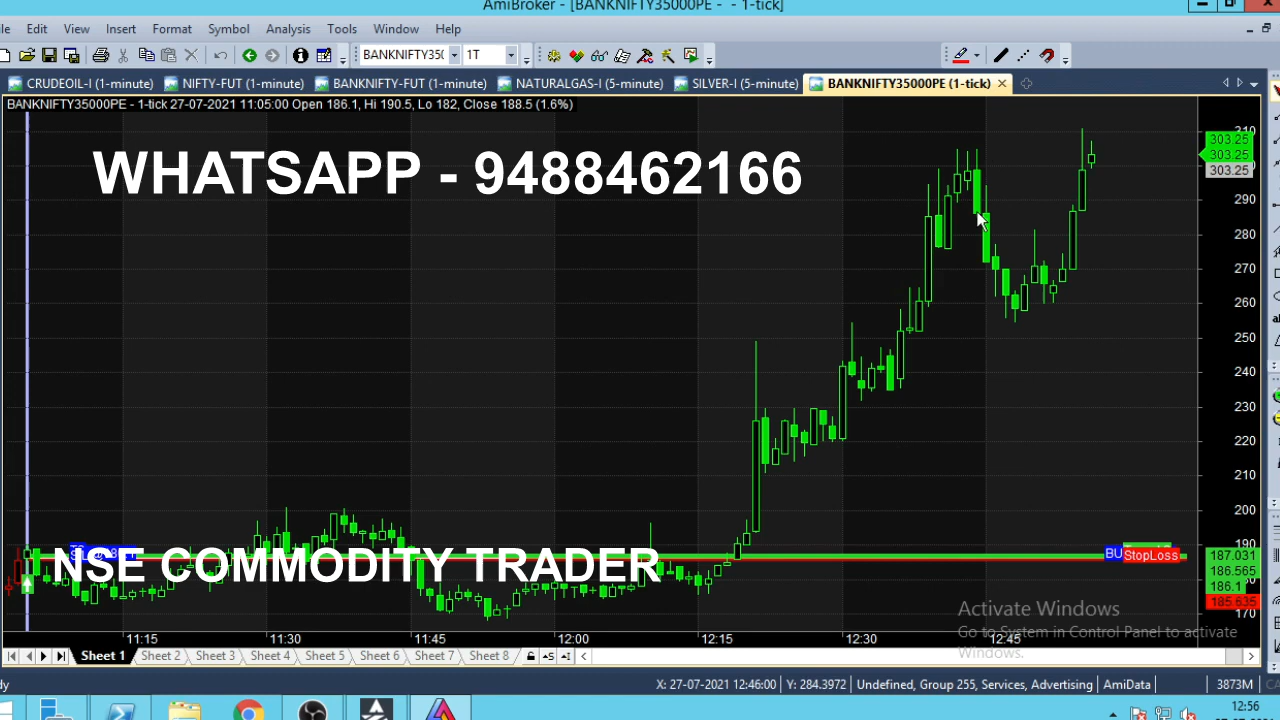 AmiBroker - [BANKNIFTY35000PE - - 1-tick]
Edit View Insert Format Symbol Analysis Tools Window Help
BANKNIFTY35( 1T
CRUDEOIL-I (1-minute) NIFTY-FUT (1-minute) BANKNIFTY-FUT (1-minute) NATURALGAS-I (5-minute) SILVER-I (5-minute) BANKNIFTY35000PE (1-tick)
BANKNIFTY35000PE - 1-tick 27-07-2021 11:05:00 Open 186.1, Hi 190.5, Lo 182, Close 188.5 (1.6%)
WHATSAPP - 9488462166
303.25
303.25
303.25
290
280
270
260
250
240
230
220
210
200
190
NSE COMMODITY TRADER
BU StopLoss
187.031
186.565
186.1
185.635
170
Activate Windows
Go to System in Control Panel to activate
Windows.
11:15 11:30 11:45 12:00 12:15 12:30 12:45
Sheet 1 Sheet 2 Sheet 3 Sheet 4 Sheet 5 Sheet 6 Sheet 7 Sheet 8
X: 27-07-2021 12:46:00 Y: 284.3972 Undefined, Group 255, Services, Advertising AmiData 3873M
12:56